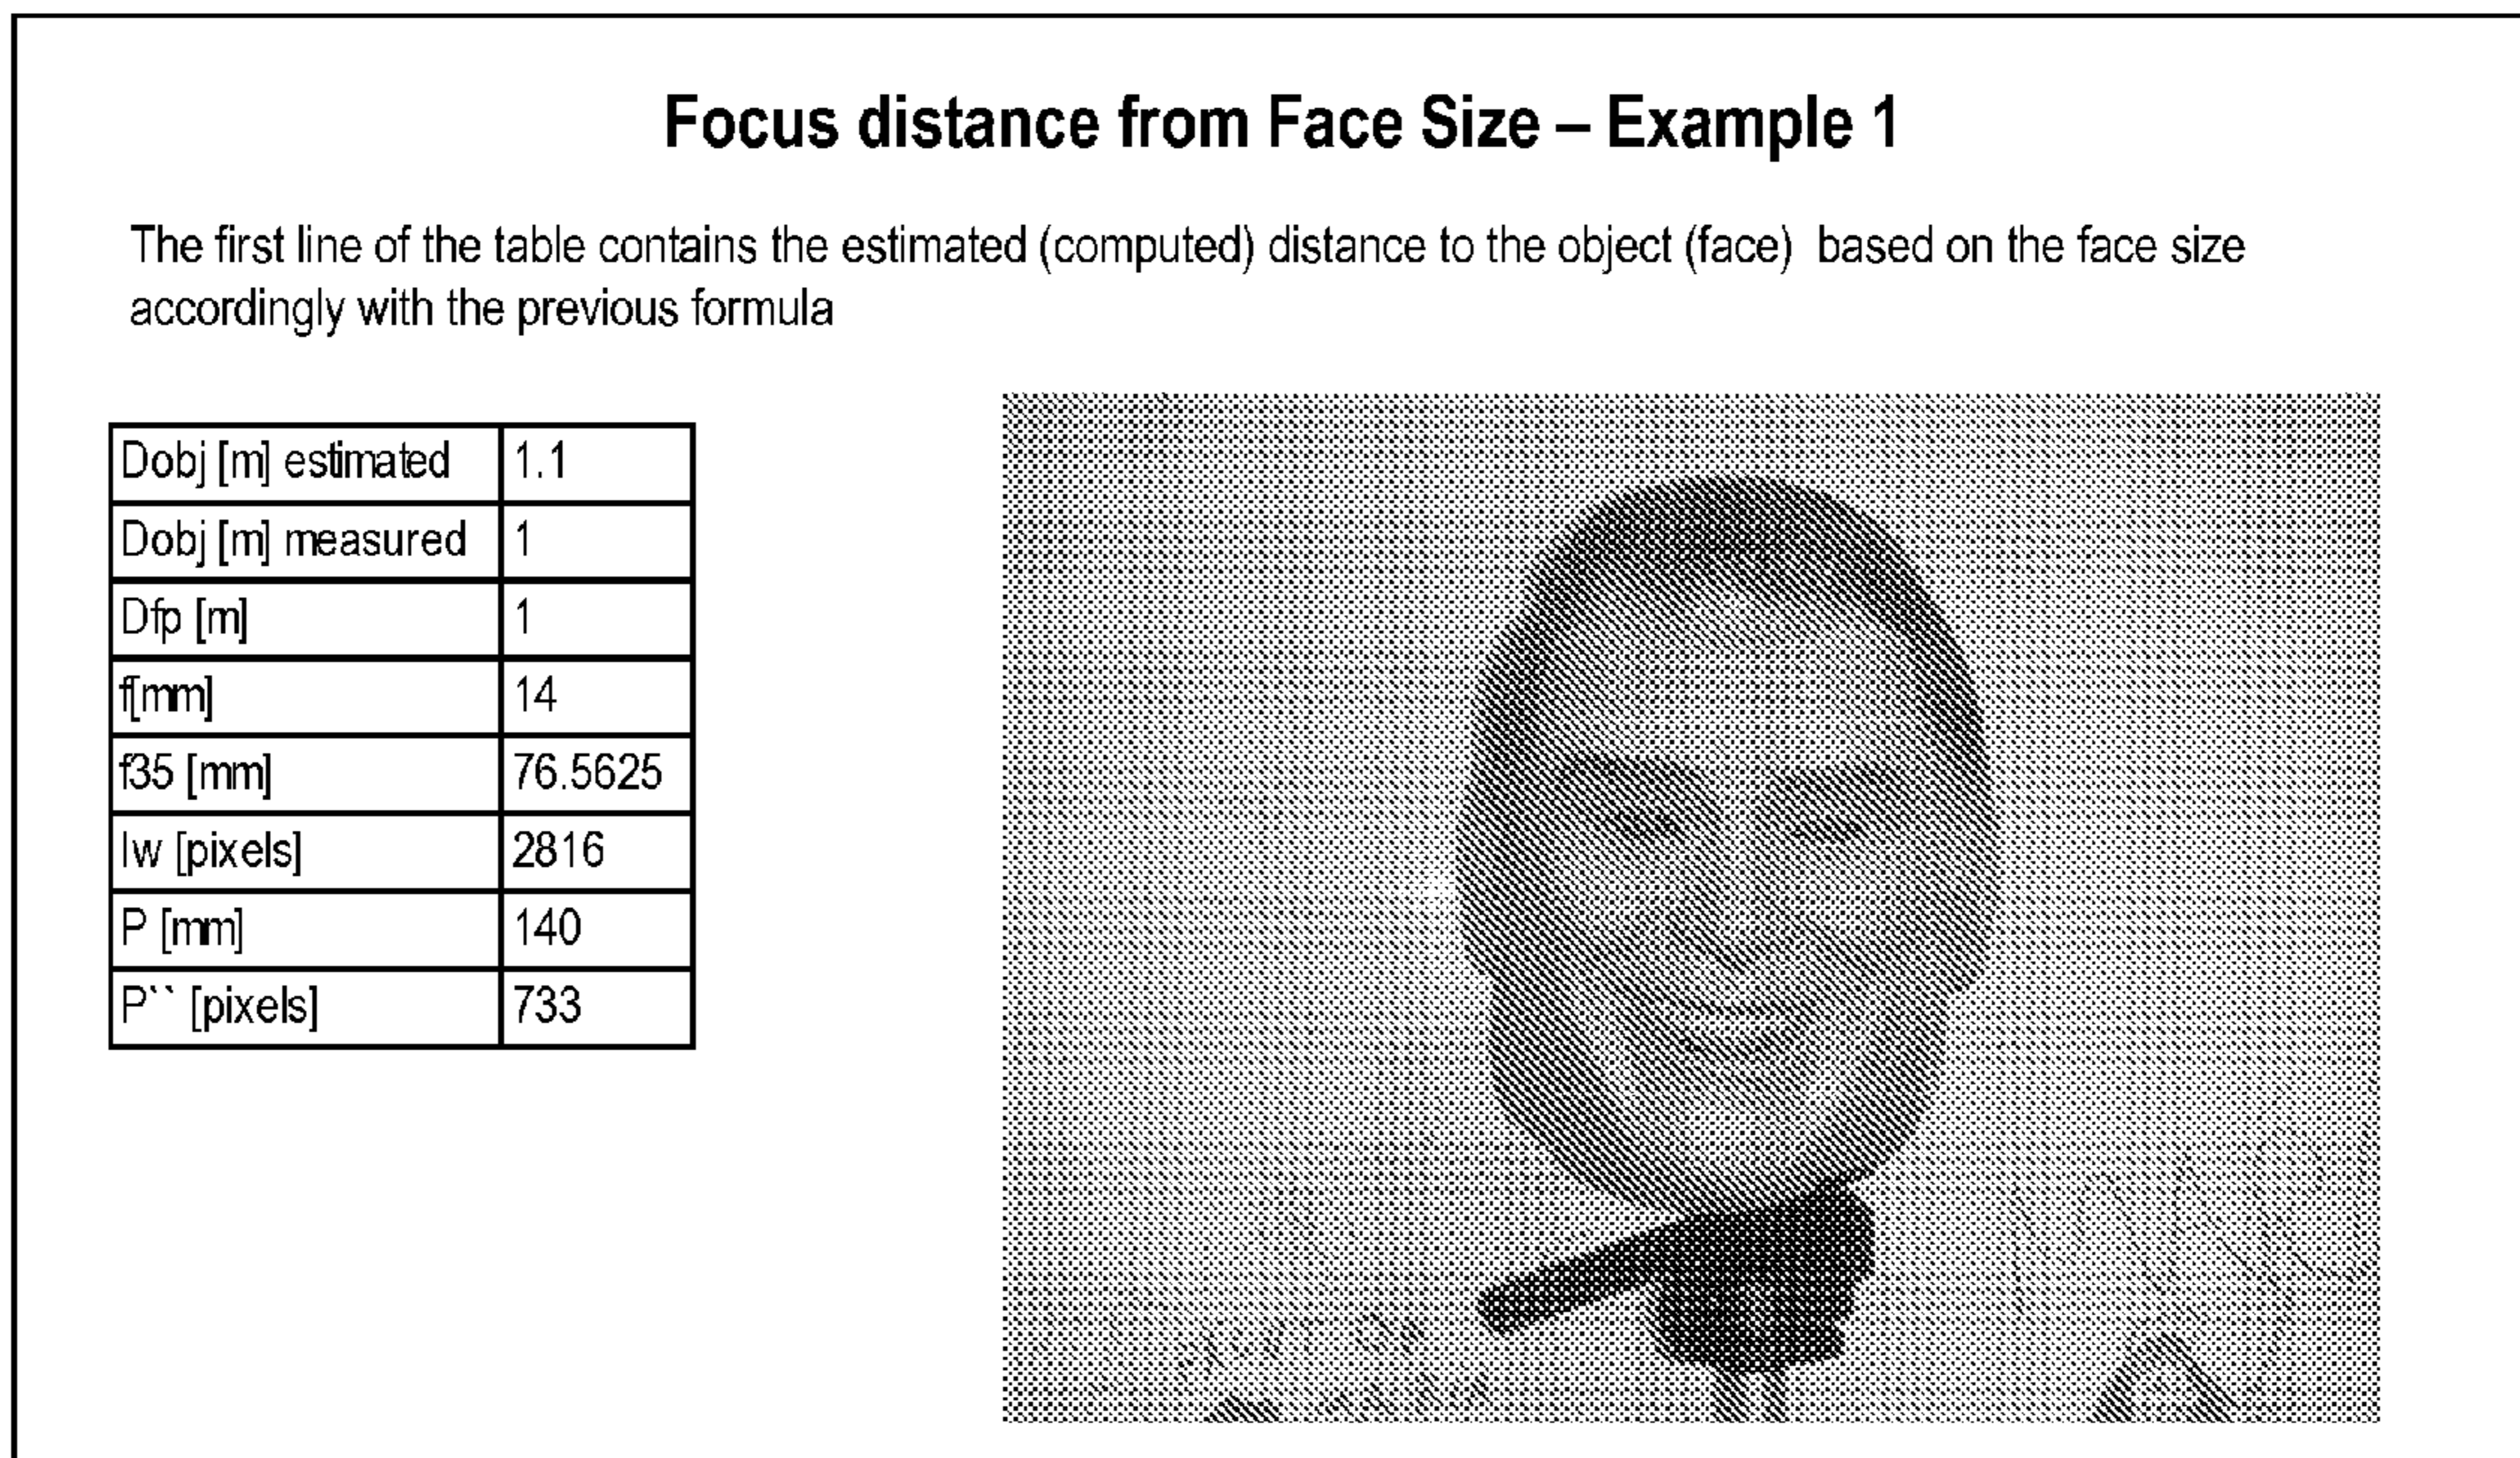 Focus distance from Face Size – Example 1
The first line of the table contains the estimated (computed) distance to the object (face) based on the face size
accordingly with the previous formula
Dobj [m] estimated 1.1
Dobj [m] measured 1
Dfp [m] 1
f[mm] 14
f35 [mm] 76.5625
Iw [pixels] 2816
P [mm] 140
P`` [pixels] 733